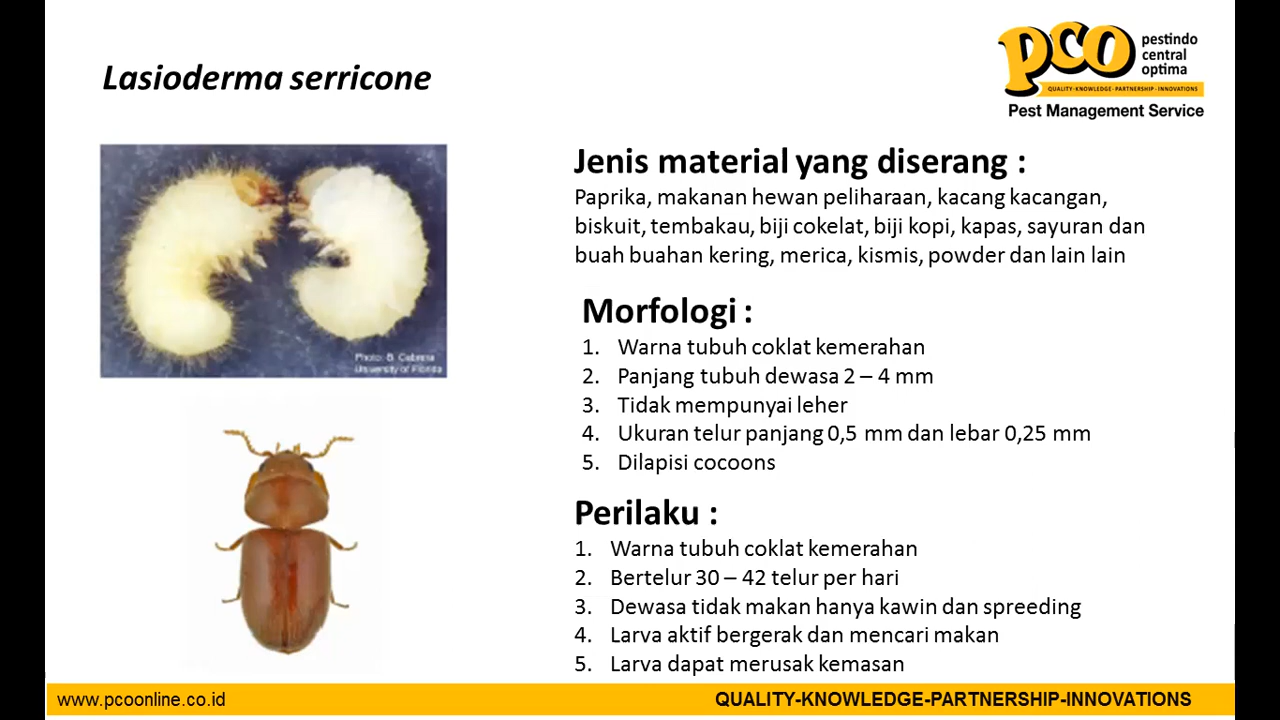 Lasioderma serricone
pco
pestindo
central
optima
QUALITY-KNOWLEDGE-PARTNERSHIP-INNOVATIONS
Pest Management Service
Photo: B. Cabrera
University of Florida
Jenis material yang diserang :
Paprika, makanan hewan peliharaan, kacang kacangan,
biskuit, tembakau, biji cokelat, biji kopi, kapas, sayuran dan
buah buahan kering, merica, kismis, powder dan lain lain
Morfologi :
1. Warna tubuh coklat kemerahan
2. Panjang tubuh dewasa 2 – 4 mm
3. Tidak mempunyai leher
4. Ukuran telur panjang 0,5 mm dan lebar 0,25 mm
5. Dilapisi cocoons
Perilaku :
1. Warna tubuh coklat kemerahan
2. Bertelur 30 – 42 telur per hari
3. Dewasa tidak makan hanya kawin dan spreeding
4. Larva aktif bergerak dan mencari makan
5. Larva dapat merusak kemasan
www.pcoonline.co.id
QUALITY-KNOWLEDGE-PARTNERSHIP-INNOVATIONS